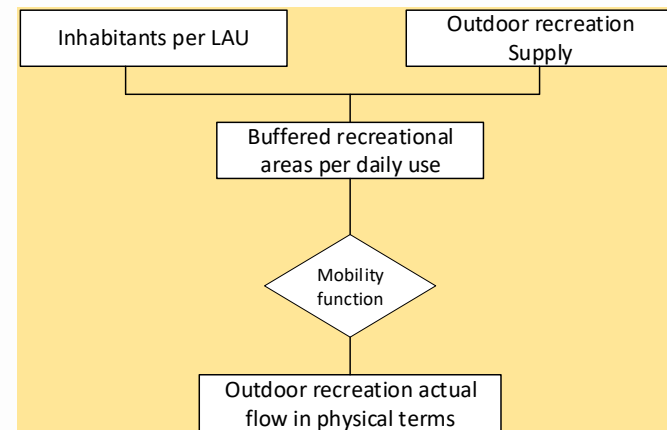 Inhabitants per LAU
Outdoor recreation
Supply
Buffered recreational
areas per daily use
Mobility
function
Outdoor recreation actual
flow in physical terms